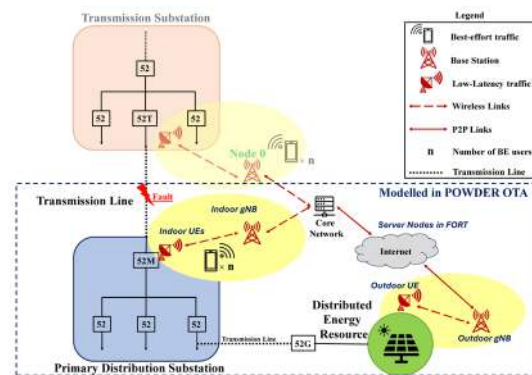 Transmission Substation
52
52
52T
52
Node 0
× n
Legend
Best-effort traffic
Base Station
Low-Latency traffic
Wireless Links
P2P Links
n
Number of BE users
Transmission Line
Modelled in POWDER OTA
Transmission Line
Fault
Indoor gNB
Indoor UEs
× n
Core
Network
Server Nodes in FORT
Internet
52M
52
52
52
Primary Distribution Substation
Transmission Line
52G
Distributed
Energy
Resource
Outdoor UE
Outdoor gNB